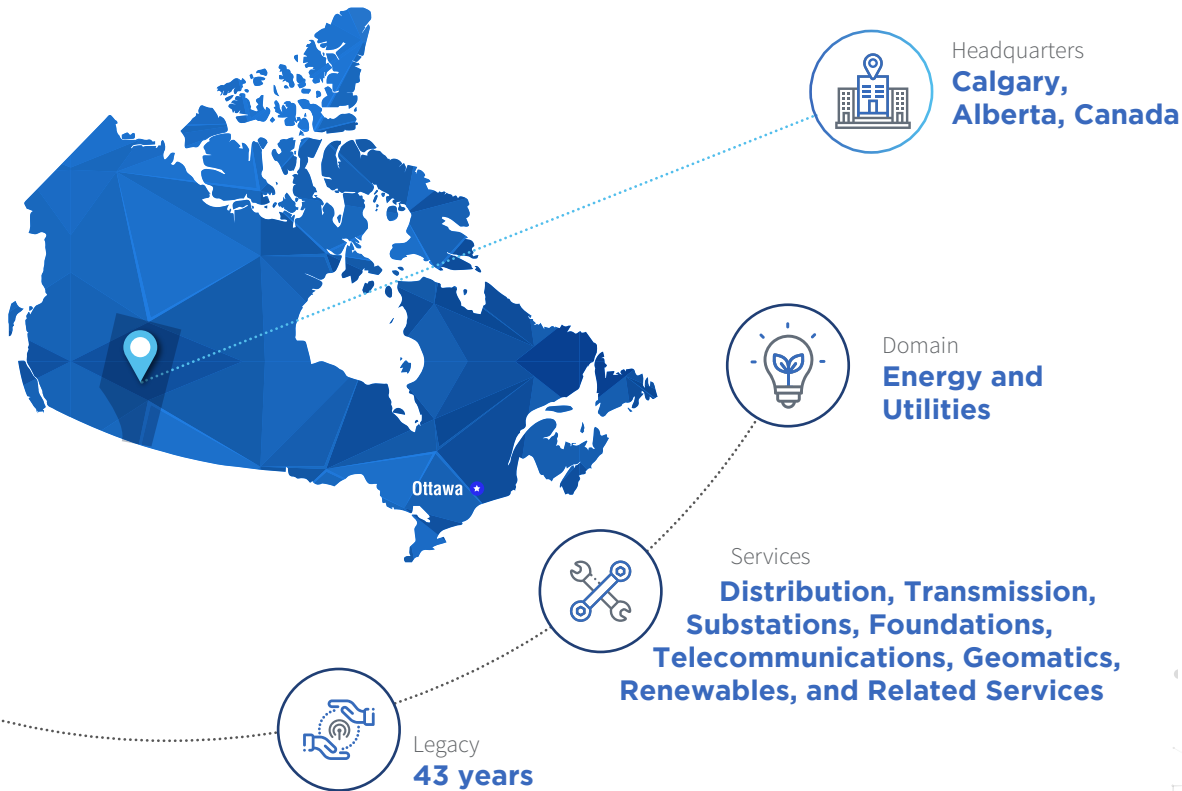 Headquarters
Calgary,
Alberta, Canada
Domain
Energy and
Utilities
Ottawa
Services
Distribution, Transmission,
Substations, Foundations,
Telecommunications, Geomatics,
Renewables, and Related Services
Legacy
43 years